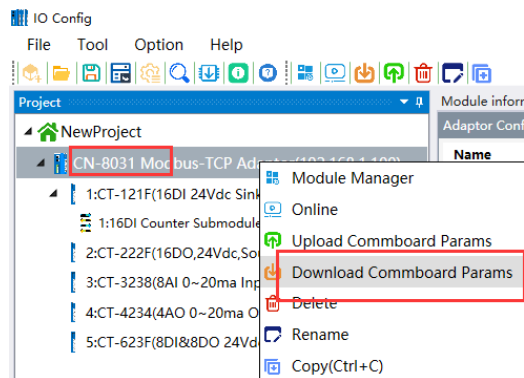 IO Config
File Tool Option Help
Project
Module inform
NewProject
Adaptor Conf
CN-8031 Modbus-TCP Adaptor(192.168.1.100)
Name
Module Manager
1:CT-121F(16DI 24Vdc Sink
Online
1:16DI Counter Submodule
Upload Commboard Params
2:CT-222F(16DO,24Vdc,Sou
Download Commboard Params
3:CT-3238(8AI 0~20ma Inp
Delete
4:CT-4234(4AO 0~20ma O
Rename
5:CT-623F(8DI&8DO 24Vd
Copy(Ctrl+C)